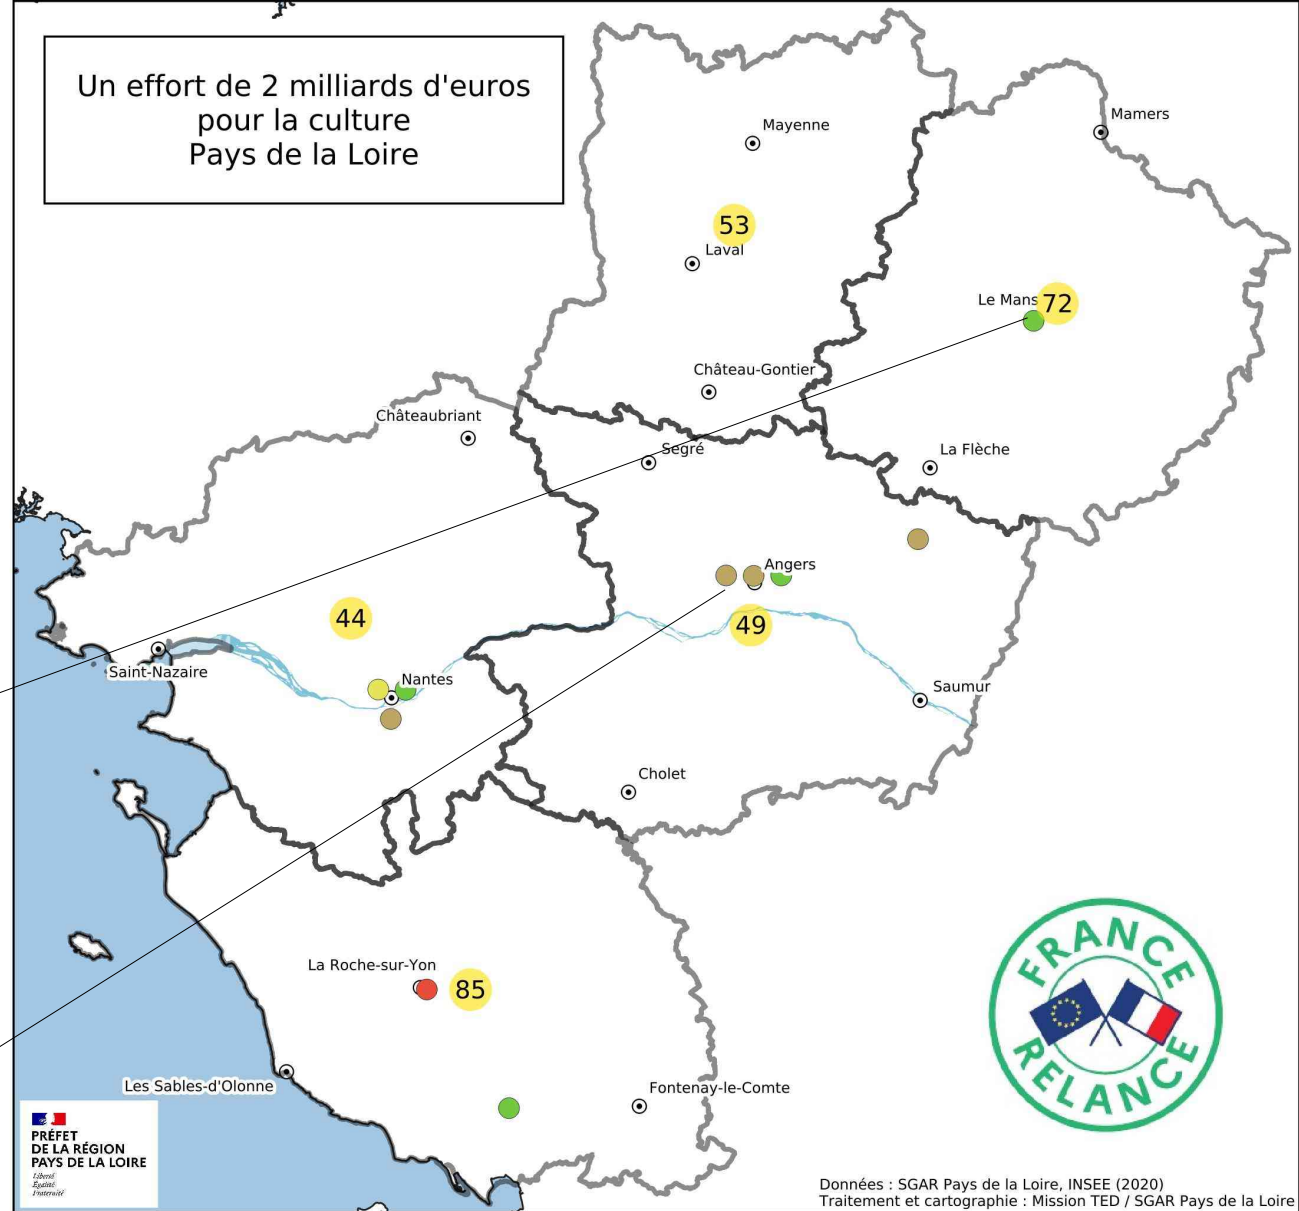 Un effort de 2 milliards d'euros
pour la culture
Pays de la Loire
Mayenne
Mamers
53
Laval
Le Mans
72
Château-Gontier
Châteaubriant
Segré
La Flèche
Angers
44
49
Saint-Nazaire
Nantes
Saumur
Cholet
La Roche-sur-Yon
85
Les Sables-d'Olonne
Fontenay-le-Comte
FRANCE
RELANCE
PRÉFET
DE LA RÉGION
PAYS DE LA LOIRE
Liberté
Égalité
Fraternité
Données : SGAR Pays de la Loire, INSEE (2020)
Traitement et cartographie : Mission TED / SGAR Pays de la Loire